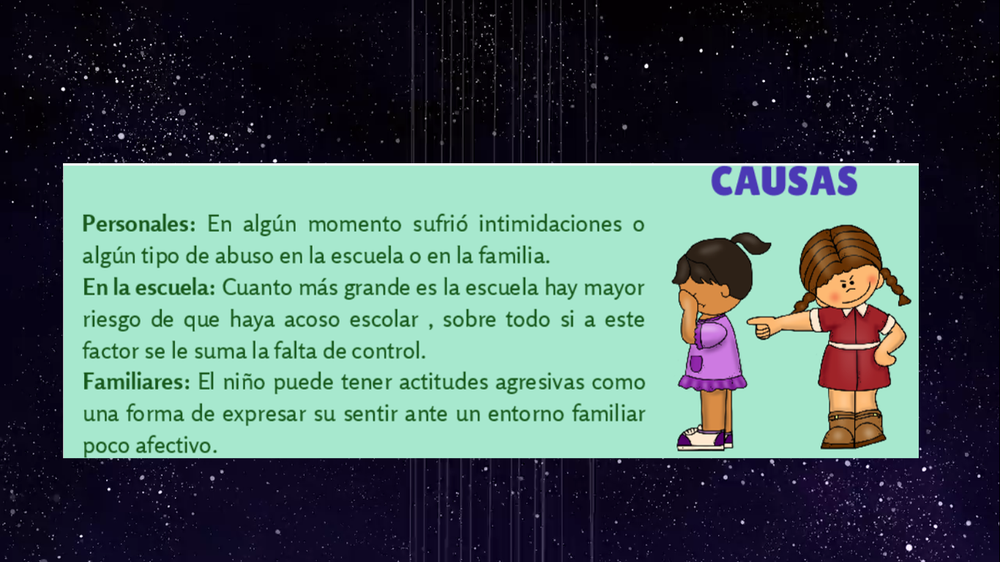 CAUSAS
Personales: En algún momento sufrió intimidaciones o
algún tipo de abuso en la escuela o en la familia.
En la escuela: Cuanto más grande es la escuela hay mayor
riesgo de que haya acoso escolar , sobre todo si a este
factor se le suma la falta de control.
Familiares: El niño puede tener actitudes agresivas como
una forma de expresar su sentir ante un entorno familiar
poco afectivo.